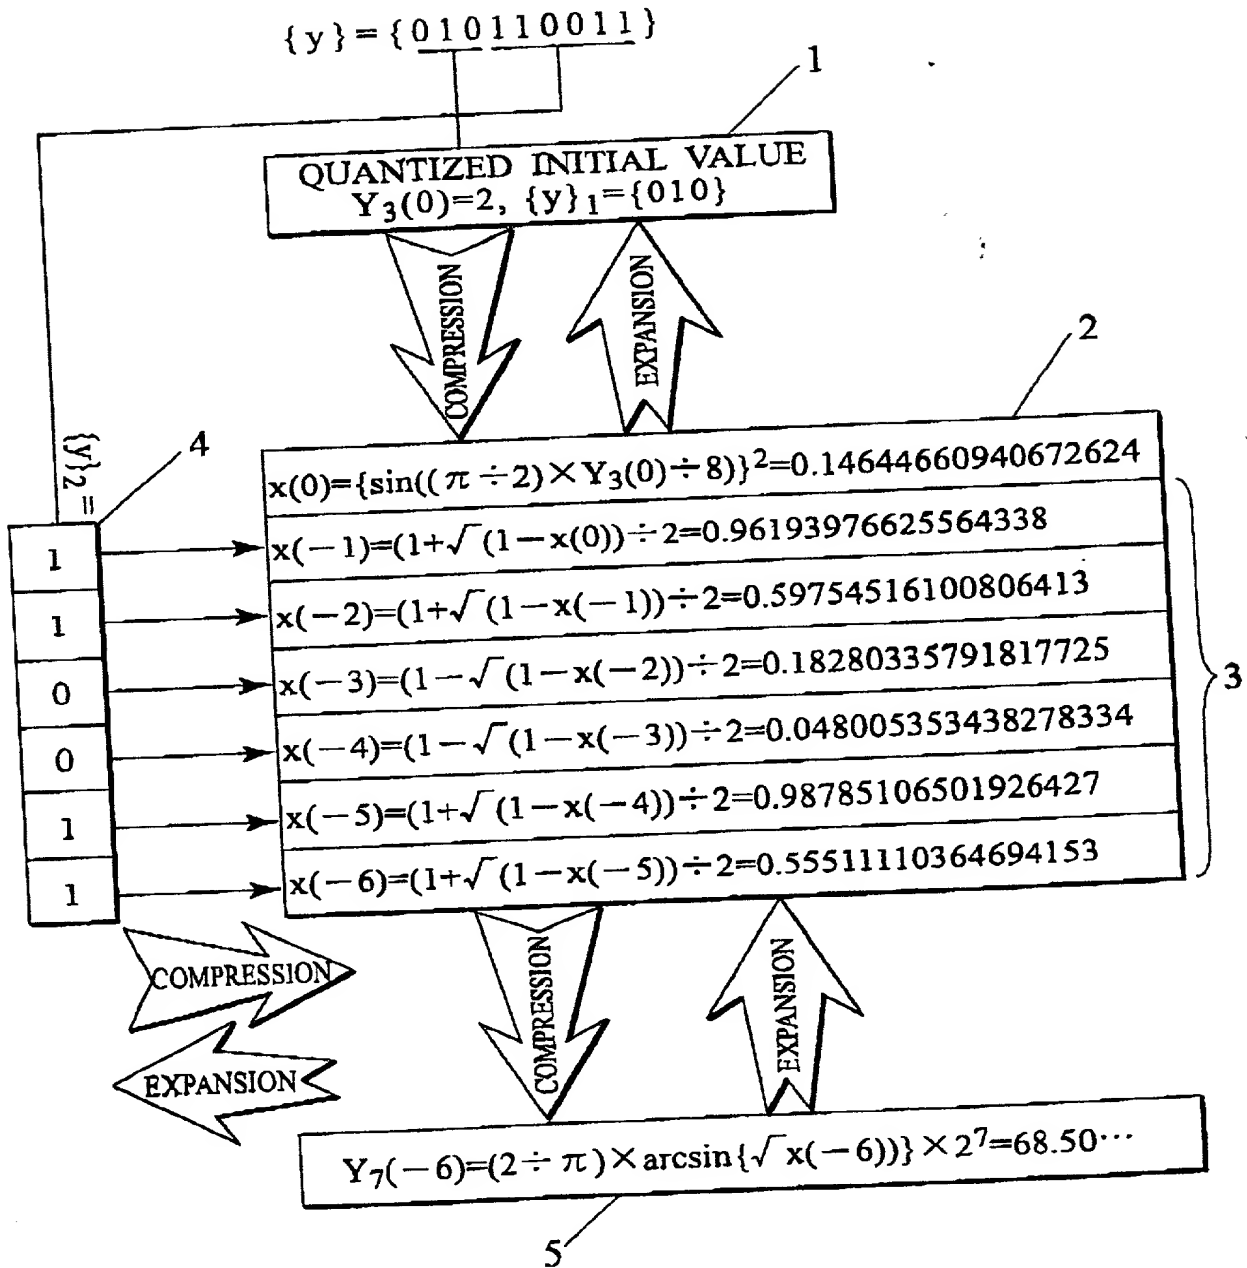 {y}={010110011}
1
QUANTIZED INITIAL VALUE
Y₃(0)=2, {y}₁={010}
COMPRESSION
EXPANSION
2
{y}₂=
4
x(0)={sin((π÷2)×Y₃(0)÷8)}²=0.14644660940672624
1
x(−1)=(1+√(1−x(0))÷2=0.96193976625564338
1
x(−2)=(1+√(1−x(−1))÷2=0.59754516100806413
0
x(−3)=(1−√(1−x(−2))÷2=0.18280335791817725
0
x(−4)=(1−√(1−x(−3))÷2=0.048005353438278334
1
x(−5)=(1+√(1−x(−4))÷2=0.98785106501926427
1
x(−6)=(1+√(1−x(−5))÷2=0.55511110364694153
3
COMPRESSION
EXPANSION
COMPRESSION
EXPANSION
Y₇(−6)=(2÷π)×arcsin{√x(−6))}×2⁷=68.50···
5